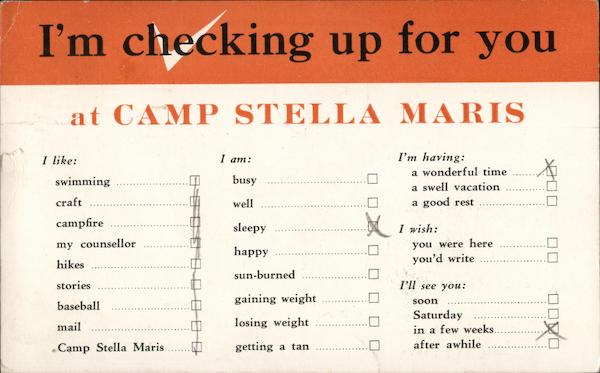 I'm checking up for you
at CAMP STELLA MARIS
I like:
swimming
craft
campfire
my counsellor
hikes
stories
baseball
mail
Camp Stella Maris
I am:
busy
well
sleepy
happy
sun-burned
gaining weight
losing weight
getting a tan
I'm having:
a wonderful time
a swell vacation
a good rest
I wish:
you were here
you'd write
I'll see you:
soon
Saturday
in a few weeks
after awhile